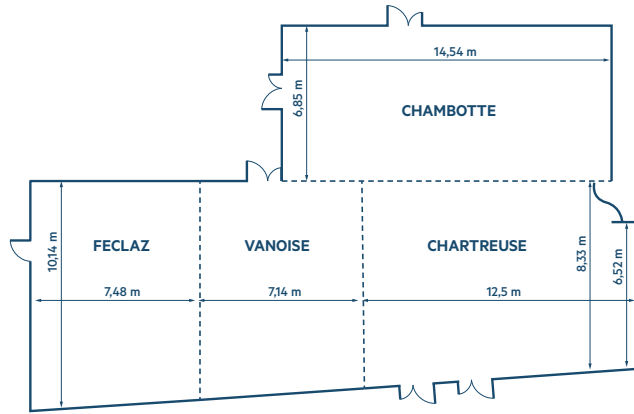 14,54 m
6,85 m
CHAMBOTTE
10,14 m
FECLAZ
VANOISE
CHARTREUSE
8,33 m
6,52 m
7,48 m
7,14 m
12,5 m